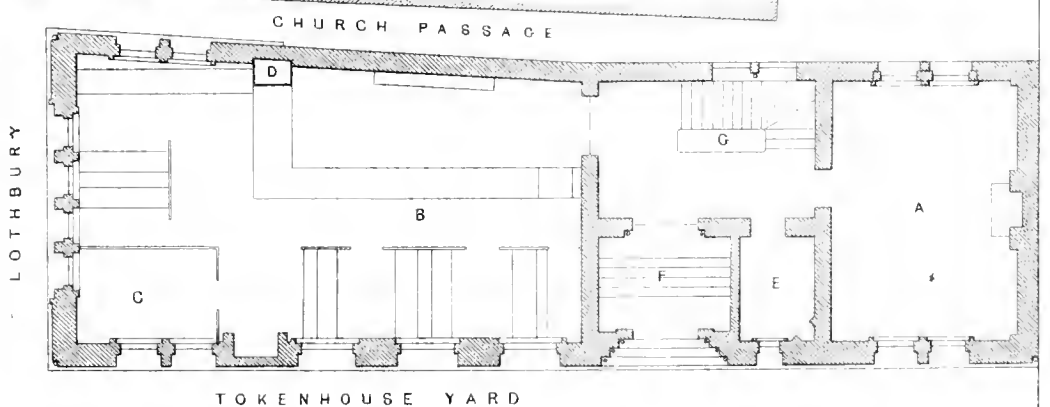 CHURCH PASSAGE
D
G
LOTHBURY
A
B
C
F
E
TOKENHOUSE YARD